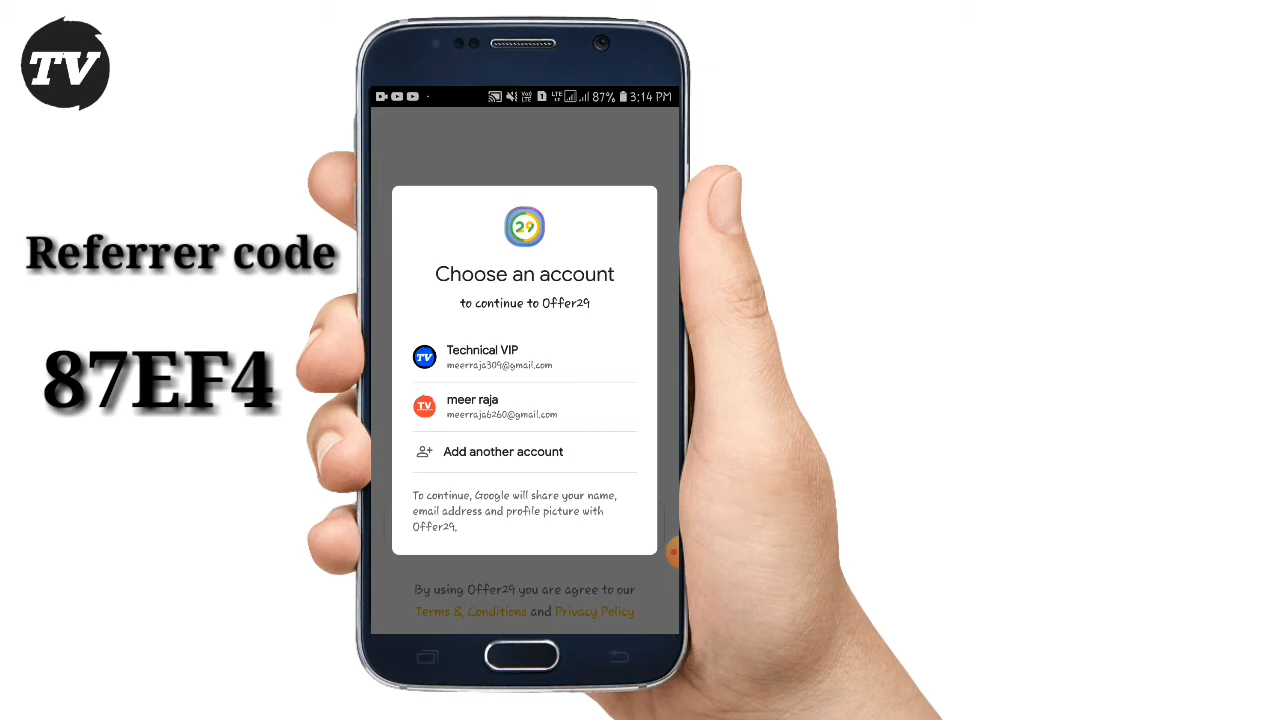 TV
Referrer code
87EF4
87% 3:14 PM
29
Choose an account
to continue to Offer29
TV
Technical VIP
meerraja309@gmail.com
TV
meer raja
meerraja6260@gmail.com
Add another account
To continue, Google will share your name,
email address and profile picture with
Offer29.
By using Offer29 you are agree to our
Terms & Conditions and Privacy Policy